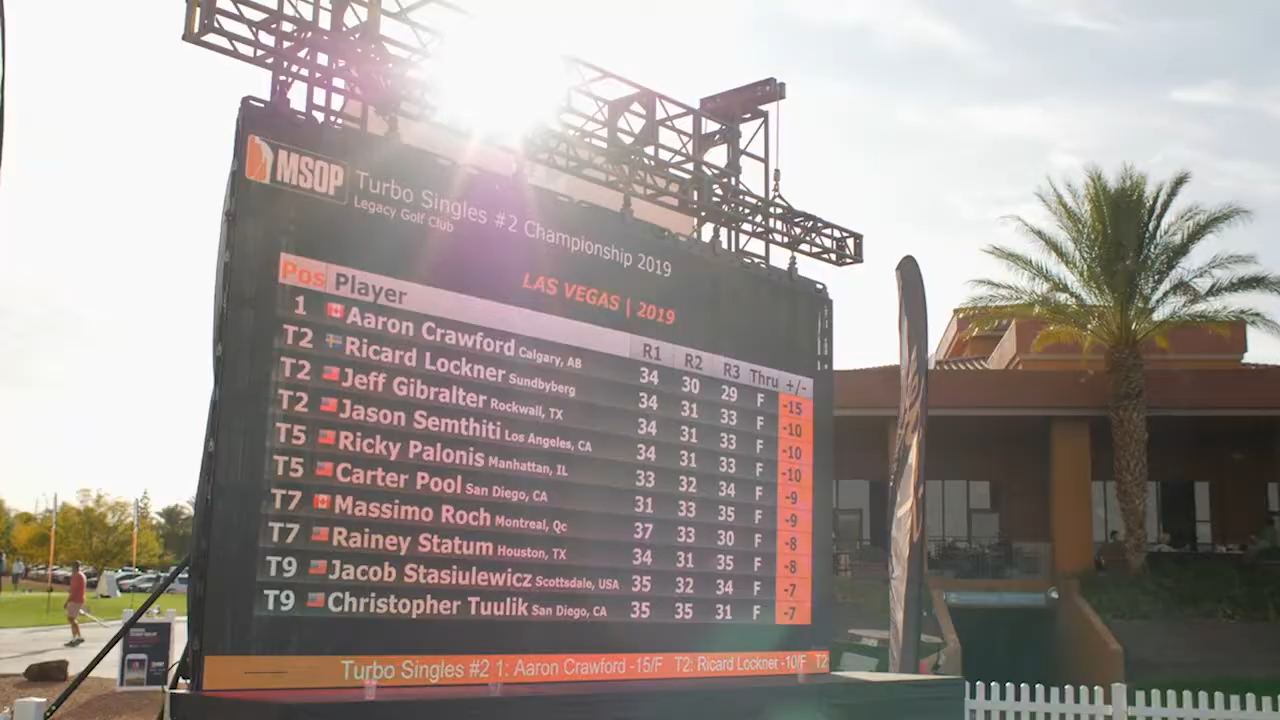 MSOP
Turbo Singles #2 Championship 2019
Legacy Golf Club
LAS VEGAS | 2019
Pos Player R1 R2 R3 Thru +/-
1 Aaron Crawford Calgary, AB 34 30 29 F -15
T2 Ricard Lockner Sundbyberg 34 31 33 F -10
T2 Jeff Gibralter Rockwall, TX 34 31 33 F -10
T2 Jason Semthiti Los Angeles, CA 34 31 33 F -10
T5 Ricky Palonis Manhattan, IL 33 32 34 F -9
T5 Carter Pool San Diego, CA 31 33 35 F -9
T7 Massimo Roch Montreal, Qc 37 33 30 F -8
T7 Rainey Statum Houston, TX 34 31 35 F -8
T9 Jacob Stasiulewicz Scottsdale, USA 35 32 34 F -7
T9 Christopher Tuulik San Diego, CA 35 35 31 F -7
Turbo Singles #2 1: Aaron Crawford -15/F T2: Ricard Lockner -10/F T2